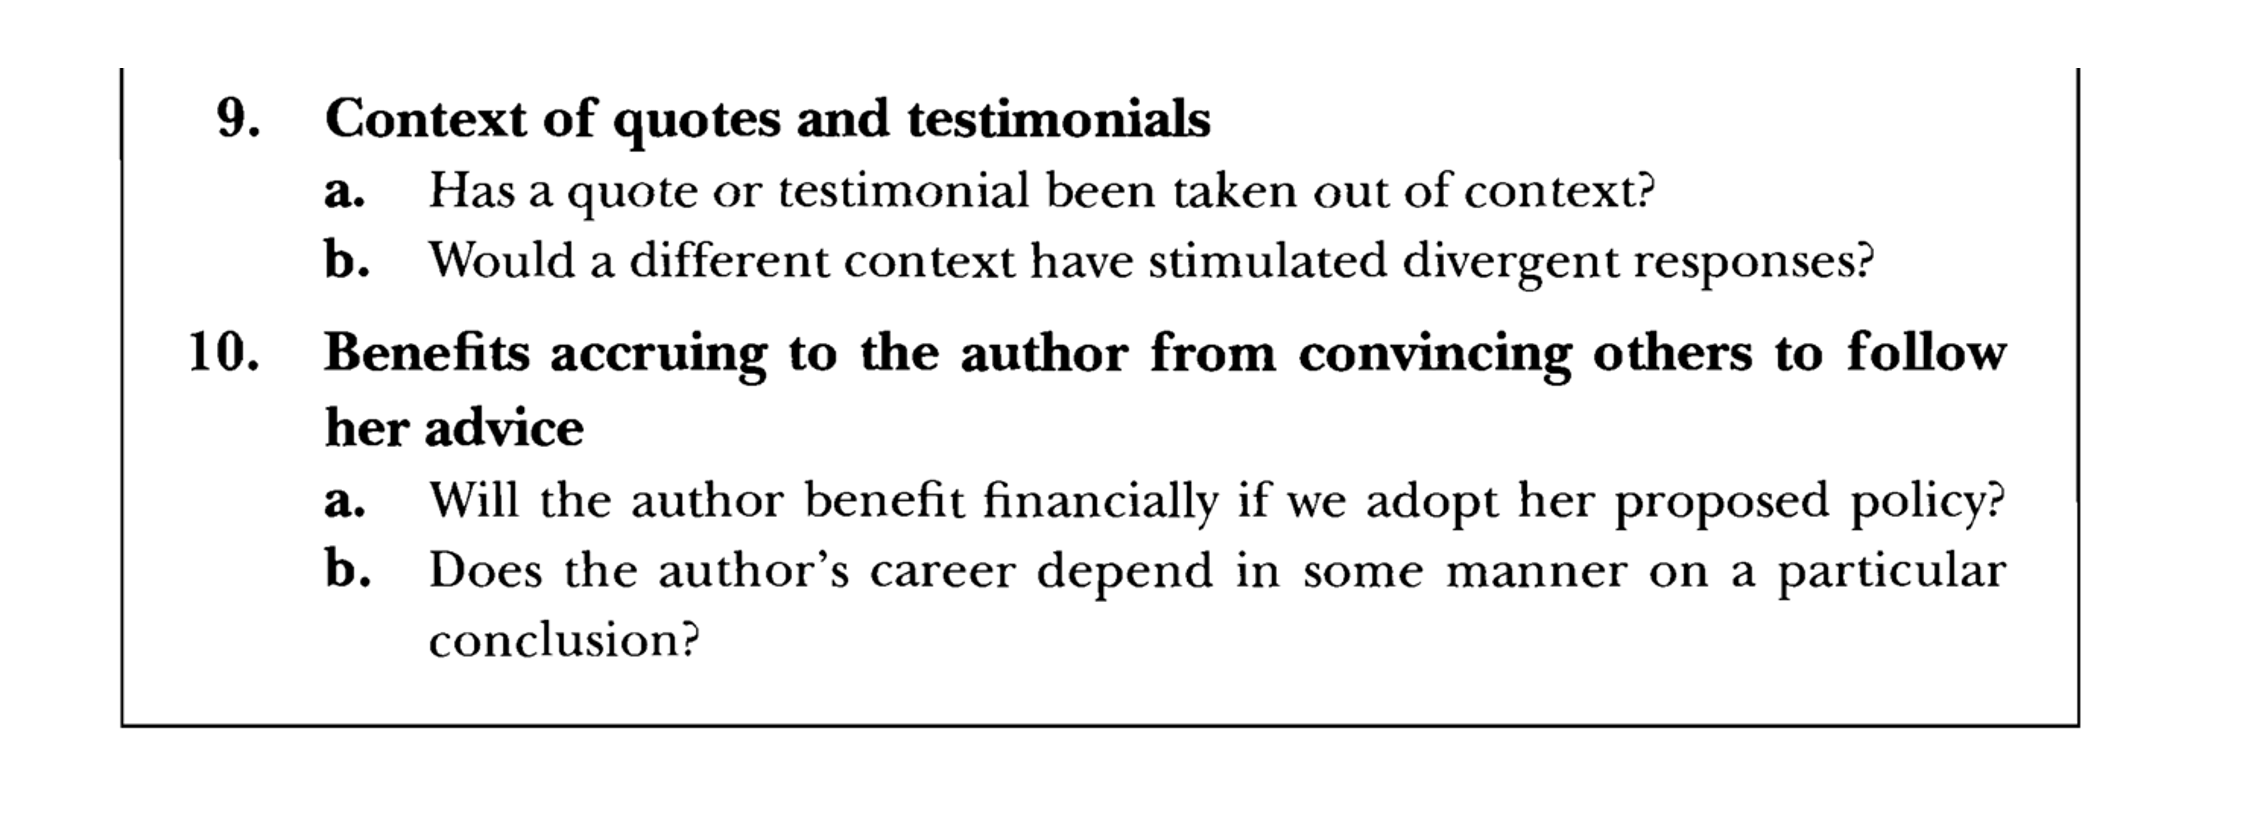 9. Context of quotes and testimonials
a. Has a quote or testimonial been taken out of context?
b. Would a different context have stimulated divergent responses?
10. Benefits accruing to the author from convincing others to follow
her advice
a. Will the author benefit financially if we adopt her proposed policy?
b. Does the author’s career depend in some manner on a particular
conclusion?